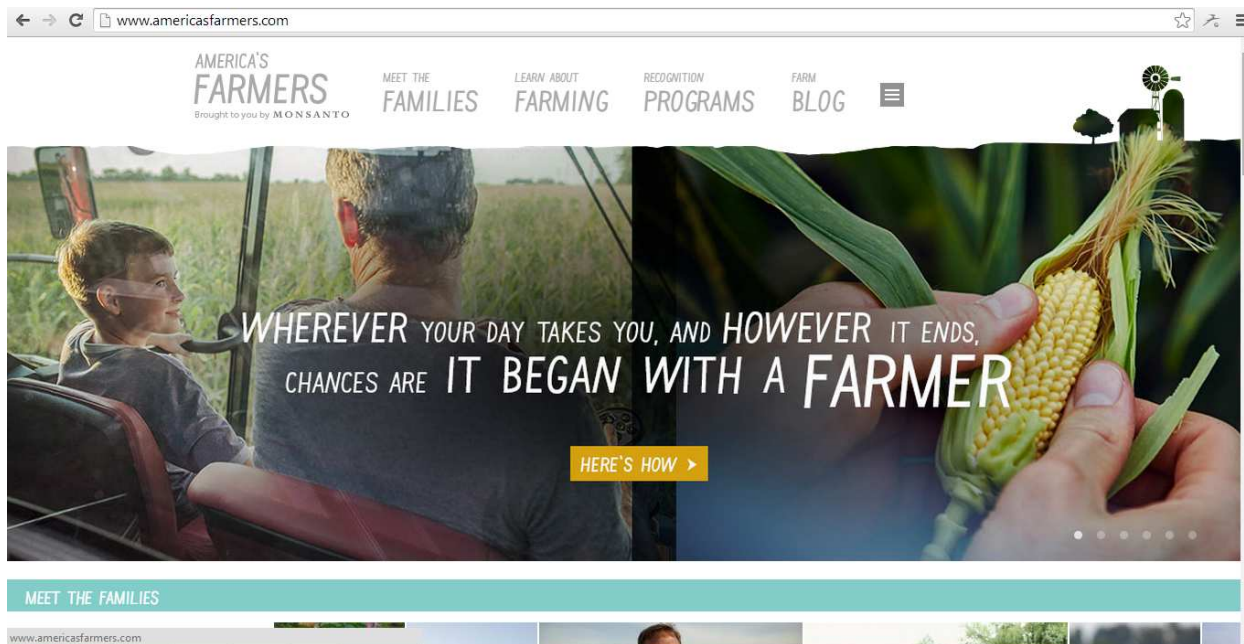 www.americasfarmers.com
AMERICA'S
FARMERS
Brought to you by MONSANTO
MEET THE
FAMILIES
LEARN ABOUT
FARMING
RECOGNITION
PROGRAMS
FARM
BLOG
WHEREVER YOUR DAY TAKES YOU, AND HOWEVER IT ENDS,
CHANCES ARE IT BEGAN WITH A FARMER
HERE'S HOW
MEET THE FAMILIES
www.americasfarmers.com